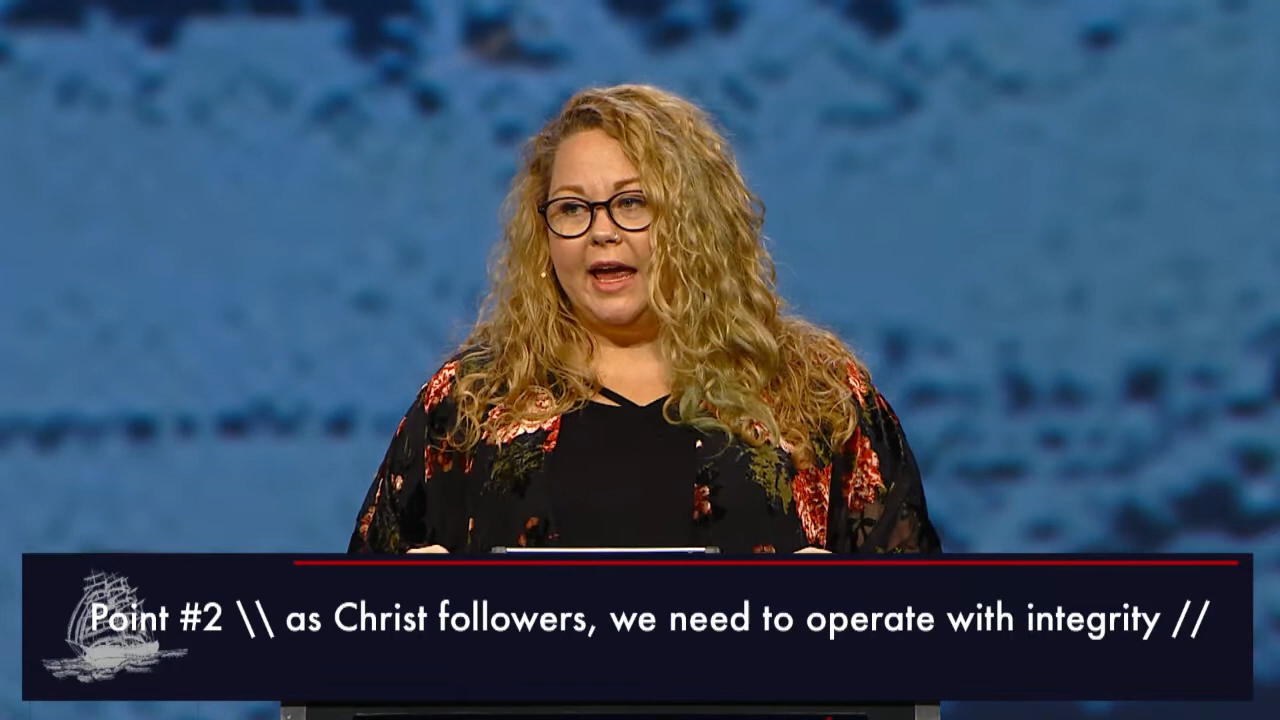 Point #2 \\ as Christ followers, we need to operate with integrity //